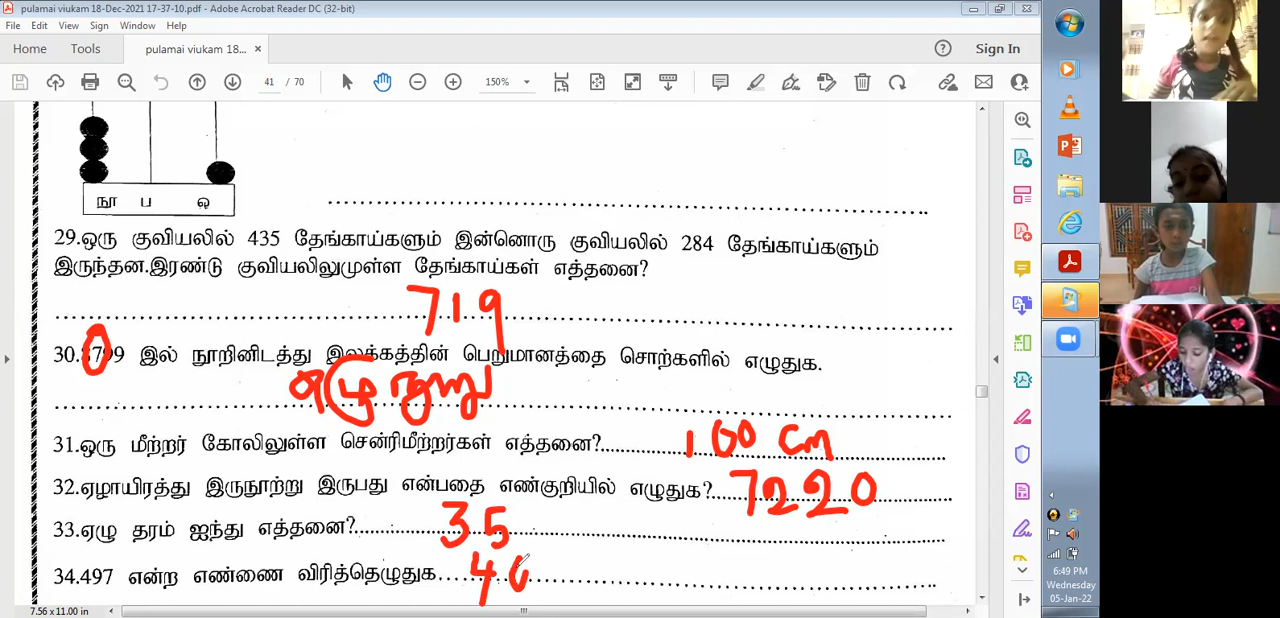 pulamai viukam 18-Dec-2021 17-37-10.pdf - Adobe Acrobat Reader DC (32-bit)
File Edit View Sign Window Help
Home Tools pulamai viukam 18... × Sign In
41 / 70 150%
நூ ப ஒ
29.ஒரு குவியலில் 435 தேங்காய்களும் இன்னொரு குவியலில் 284 தேங்காய்களும்
இருந்தன.இரண்டு குவியலிலுமுள்ள தேங்காய்கள் எத்தனை?
719
30.8799 இல் நூறினிடத்து இலக்கத்தின் பெறுமானத்தை சொற்களில் எழுதுக.
எழு நூறு
31.ஒரு மீற்றர் கோலிலுள்ள சென்ரிமீற்றர்கள் எத்தனை? 100 cm
32.ஏழாயிரத்து இருநூற்று இருபது என்பதை எண்குறியில் எழுதுக? 7220
33.ஏழு தரம் ஐந்து எத்தனை? 35
34.497 என்ற எண்ணை விரித்தெழுதுக 40
7.56 x 11.00 in
6:49 PM
Wednesday
05-Jan-22